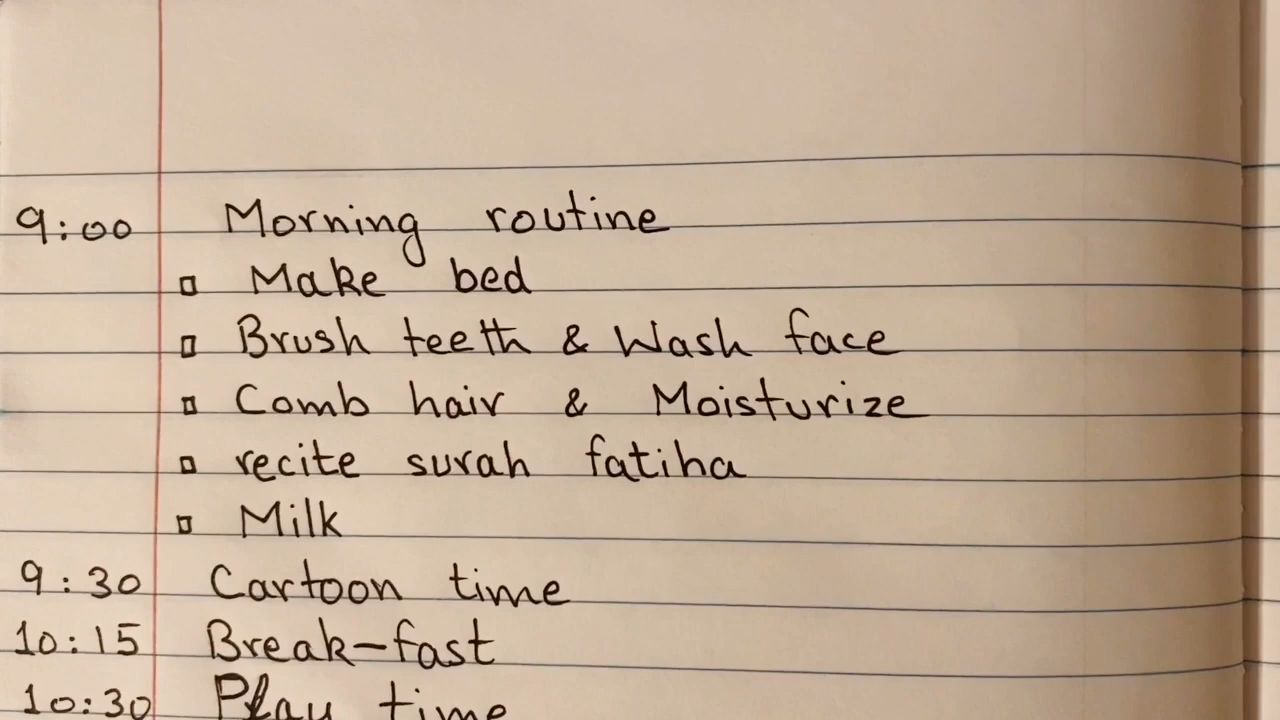 9:00 Morning routine
Make bed
Brush teeth & Wash face
Comb hair & Moisturize
recite surah fatiha
Milk
9:30 Cartoon time
10:15 Break-fast
10:30 Play time